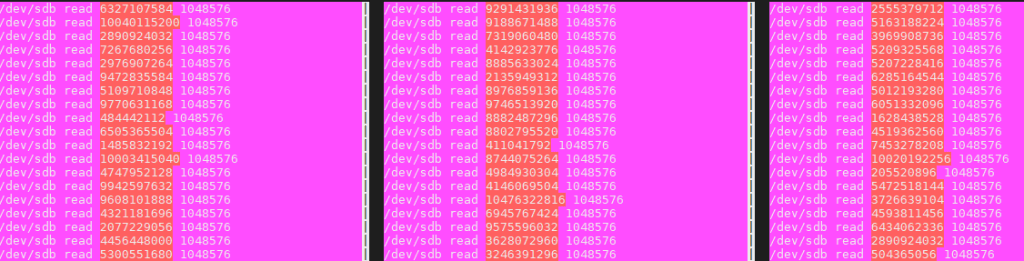 /dev/sdb read 6327107584 1048576
/dev/sdb read 10040115200 1048576
/dev/sdb read 2890924032 1048576
/dev/sdb read 7267680256 1048576
/dev/sdb read 2976907264 1048576
/dev/sdb read 9472835584 1048576
/dev/sdb read 5109710848 1048576
/dev/sdb read 9770631168 1048576
/dev/sdb read 484442112 1048576
/dev/sdb read 6505365504 1048576
/dev/sdb read 1485832192 1048576
/dev/sdb read 10003415040 1048576
/dev/sdb read 4747952128 1048576
/dev/sdb read 9942597632 1048576
/dev/sdb read 9608101888 1048576
/dev/sdb read 4321181696 1048576
/dev/sdb read 2077229056 1048576
/dev/sdb read 4456448000 1048576
/dev/sdb read 5300551680 1048576
/dev/sdb read 9291431936 1048576
/dev/sdb read 9188671488 1048576
/dev/sdb read 7319060480 1048576
/dev/sdb read 4142923776 1048576
/dev/sdb read 8885633024 1048576
/dev/sdb read 2135949312 1048576
/dev/sdb read 8976859136 1048576
/dev/sdb read 9746513920 1048576
/dev/sdb read 8882487296 1048576
/dev/sdb read 8802795520 1048576
/dev/sdb read 411041792 1048576
/dev/sdb read 8744075264 1048576
/dev/sdb read 4984930304 1048576
/dev/sdb read 4146069504 1048576
/dev/sdb read 10476322816 1048576
/dev/sdb read 6945767424 1048576
/dev/sdb read 9575596032 1048576
/dev/sdb read 3628072960 1048576
/dev/sdb read 3246391296 1048576
/dev/sdb read 2555379712 1048576
/dev/sdb read 5163188224 1048576
/dev/sdb read 3969908736 1048576
/dev/sdb read 5209325568 1048576
/dev/sdb read 5207228416 1048576
/dev/sdb read 6285164544 1048576
/dev/sdb read 5012193280 1048576
/dev/sdb read 6051332096 1048576
/dev/sdb read 1628438528 1048576
/dev/sdb read 4519362560 1048576
/dev/sdb read 7453278208 1048576
/dev/sdb read 10020192256 1048576
/dev/sdb read 205520896 1048576
/dev/sdb read 5472518144 1048576
/dev/sdb read 3726639104 1048576
/dev/sdb read 4593811456 1048576
/dev/sdb read 6434062336 1048576
/dev/sdb read 2890924032 1048576
/dev/sdb read 504365056 1048576